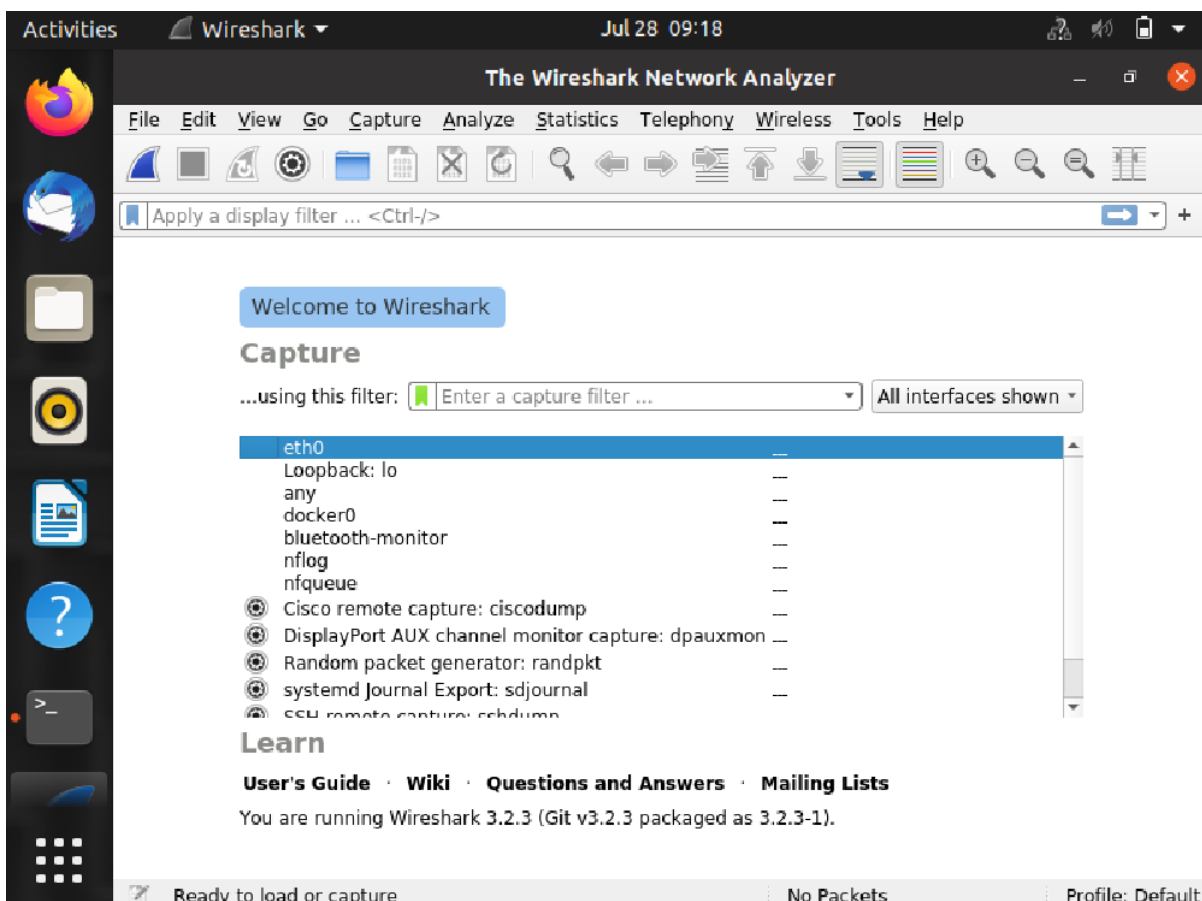 Activities Wireshark Jul 28 09:18
The Wireshark Network Analyzer
File Edit View Go Capture Analyze Statistics Telephony Wireless Tools Help
Apply a display filter ... <Ctrl-/> +
Welcome to Wireshark
Capture
...using this filter: Enter a capture filter ... All interfaces shown
eth0
Loopback: lo
any
docker0
bluetooth-monitor
nflog
nfqueue
Cisco remote capture: ciscodump
DisplayPort AUX channel monitor capture: dpauxmon
Random packet generator: randpkt
systemd Journal Export: sdjournal
SSH remote capture: sshdump
Learn
User's Guide · Wiki · Questions and Answers · Mailing Lists
You are running Wireshark 3.2.3 (Git v3.2.3 packaged as 3.2.3-1).
Ready to load or capture No Packets Profile: Default